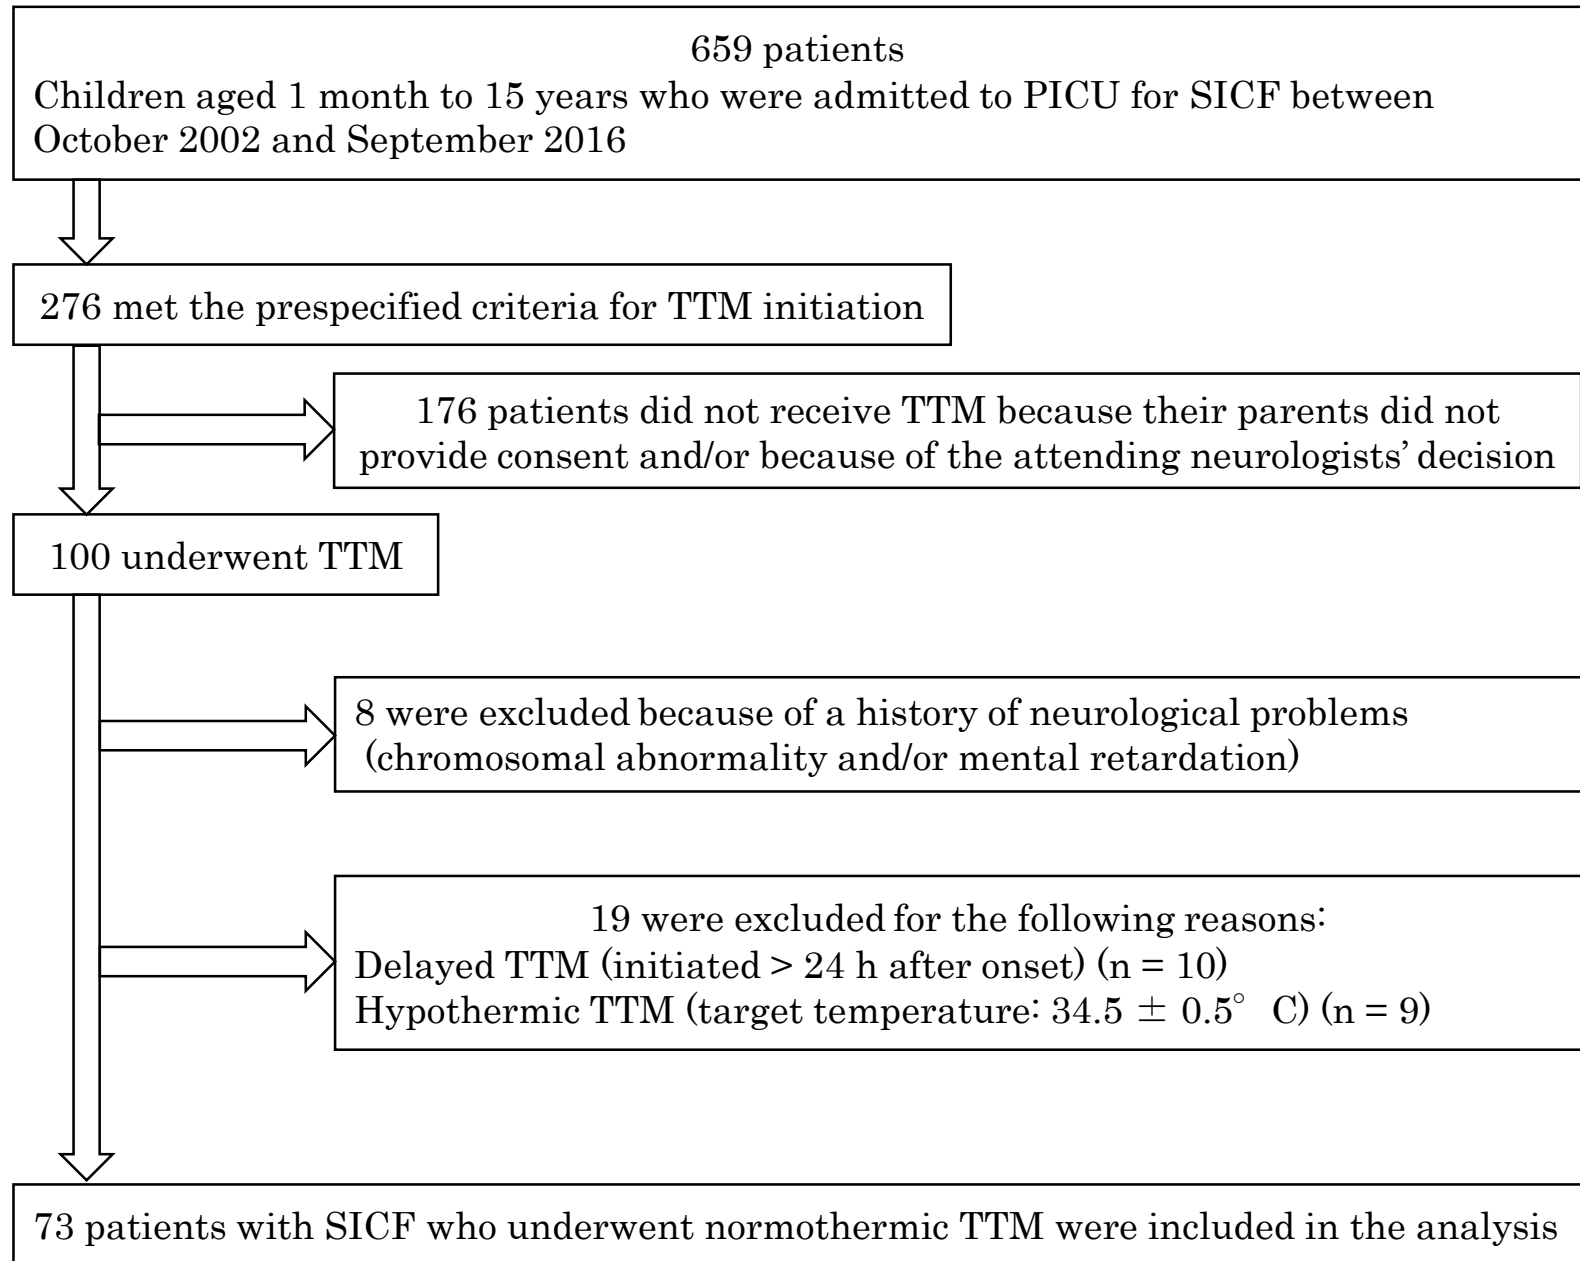 659 patients
Children aged 1 month to 15 years who were admitted to PICU for SICF between
October 2002 and September 2016
276 met the prespecified criteria for TTM initiation
176 patients did not receive TTM because their parents did not
provide consent and/or because of the attending neurologists’ decision
100 underwent TTM
8 were excluded because of a history of neurological problems
(chromosomal abnormality and/or mental retardation)
19 were excluded for the following reasons:
Delayed TTM (initiated > 24 h after onset) (n = 10)
Hypothermic TTM (target temperature: 34.5 ± 0.5° C) (n = 9)
73 patients with SICF who underwent normothermic TTM were included in the analysis